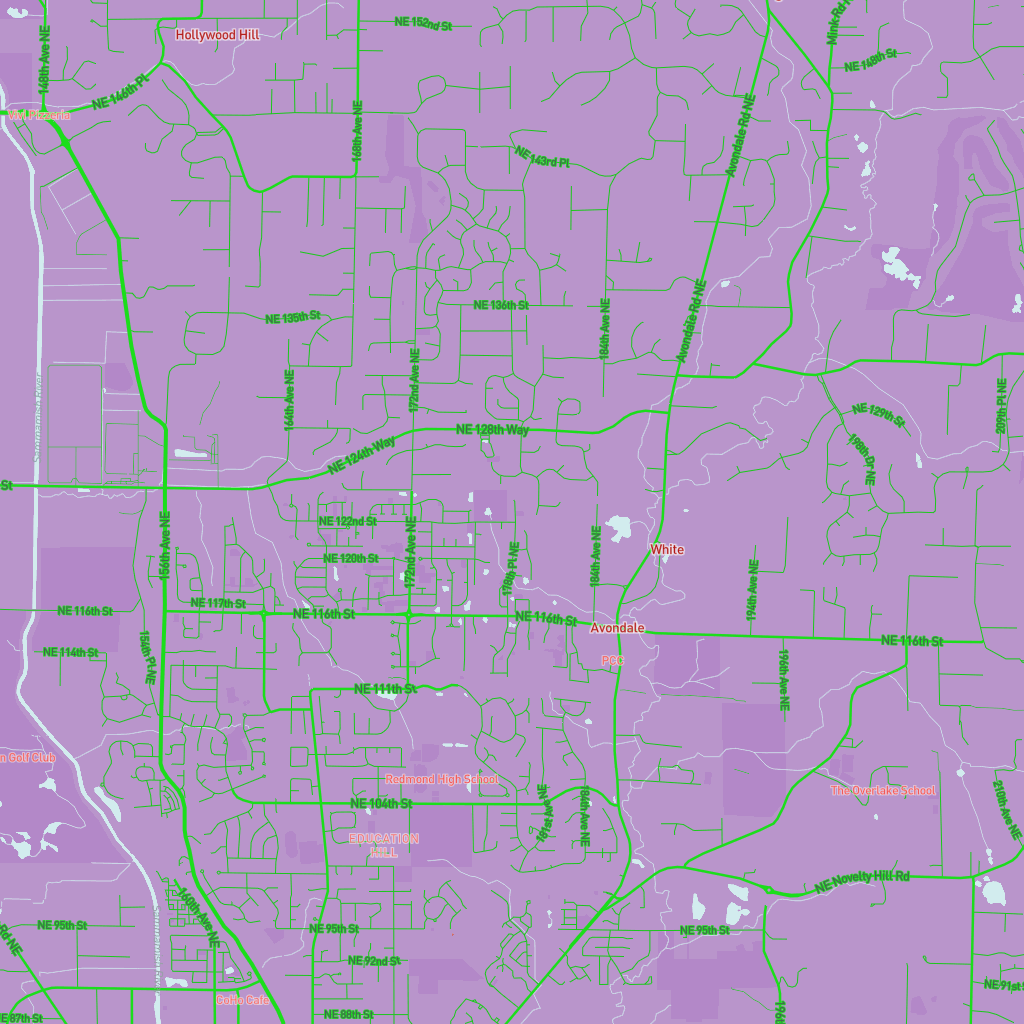 NE 152nd St
Hollywood Hill
148th Ave NE
Mink Rd
NE 148th St
NE 146th Pl
Vivi Pizzeria
168th Ave NE
Avondale Rd NE
NE 143rd Pl
NE 136th St
NE 135th St
184th Ave NE
Avondale Rd NE
164th Ave NE
172nd Ave NE
209th Pl NE
NE 129th St
NE 128th Way
NE 124th Way
198th Dr NE
St
NE 122nd St
156th Ave NE
172nd Ave NE
NE 120th St
178th Pl NE
184th Ave NE
White
194th Ave NE
NE 117th St
NE 116th St
NE 116th St
NE 116th St
Avondale
NE 116th St
154th Pl NE
NE 114th St
PCC
196th Ave NE
NE 111th St
n Golf Club
Redmond High School
The Overlake School
NE 104th St
181st Ave NE
184th Ave NE
210th Ave NE
EDUCATION
HILL
NE Novelty Hill Rd
160th Ave NE
NE 95th St
NE 95th St
NE 95th St
Rd NE
NE 92nd St
NE 91st S
CoHo Cafe
NE 88th St
NE 87th St
196t